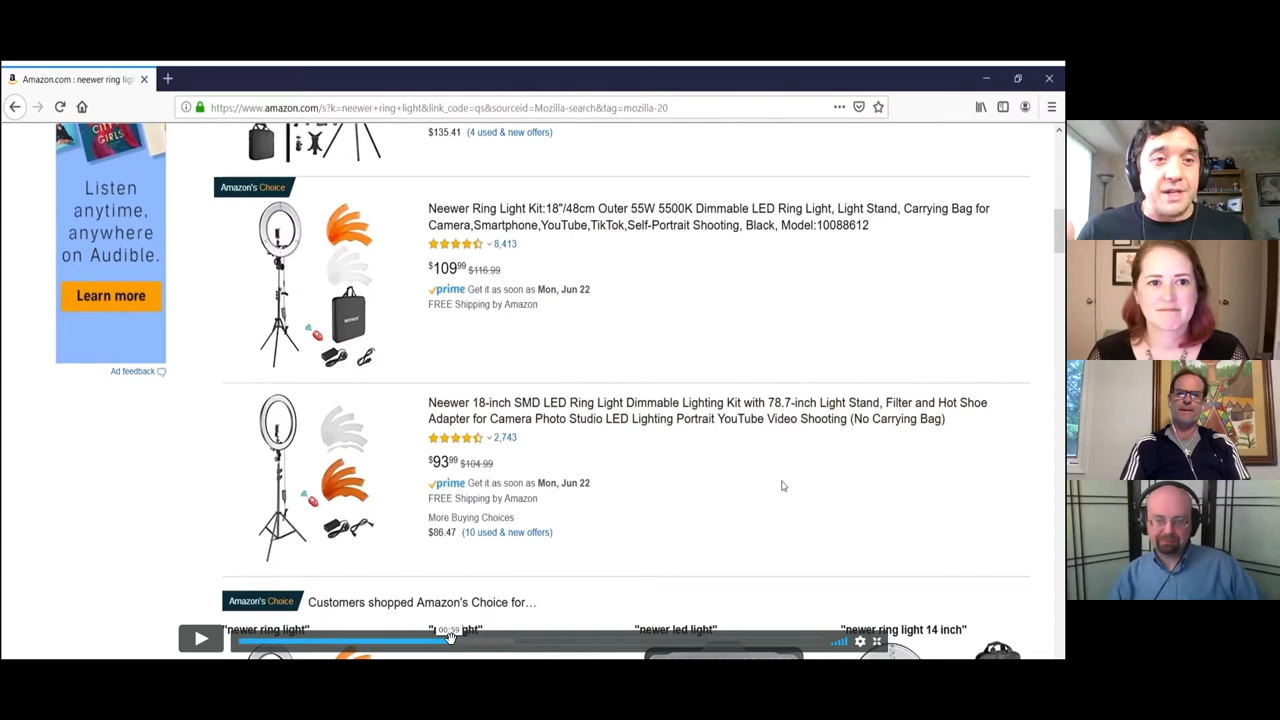 Amazon.com : neewer ring lig
https://www.amazon.com/s?k=neewer+ring+light&link_code=qs&sourceid=Mozilla-search&tag=mozilla-20
CITY
GIRLS
Listen
anytime,
anywhere
on Audible.
Learn more
Ad feedback
$135.41 (4 used & new offers)
Amazon's Choice
Neewer Ring Light Kit:18"/48cm Outer 55W 5500K Dimmable LED Ring Light, Light Stand, Carrying Bag for
Camera,Smartphone,YouTube,TikTok,Self-Portrait Shooting, Black, Model:10088612
8,413
$109.99 $116.99
prime Get it as soon as Mon, Jun 22
FREE Shipping by Amazon
NEEWER
Neewer 18-inch SMD LED Ring Light Dimmable Lighting Kit with 78.7-inch Light Stand, Filter and Hot Shoe
Adapter for Camera Photo Studio LED Lighting Portrait YouTube Video Shooting (No Carrying Bag)
2,743
$93.99 $104.99
prime Get it as soon as Mon, Jun 22
FREE Shipping by Amazon
More Buying Choices
$86.47 (10 used & new offers)
Amazon's Choice Customers shopped Amazon's Choice for…
"newer ring light" "newer led light" "newer ring light 14 inch"
00:59